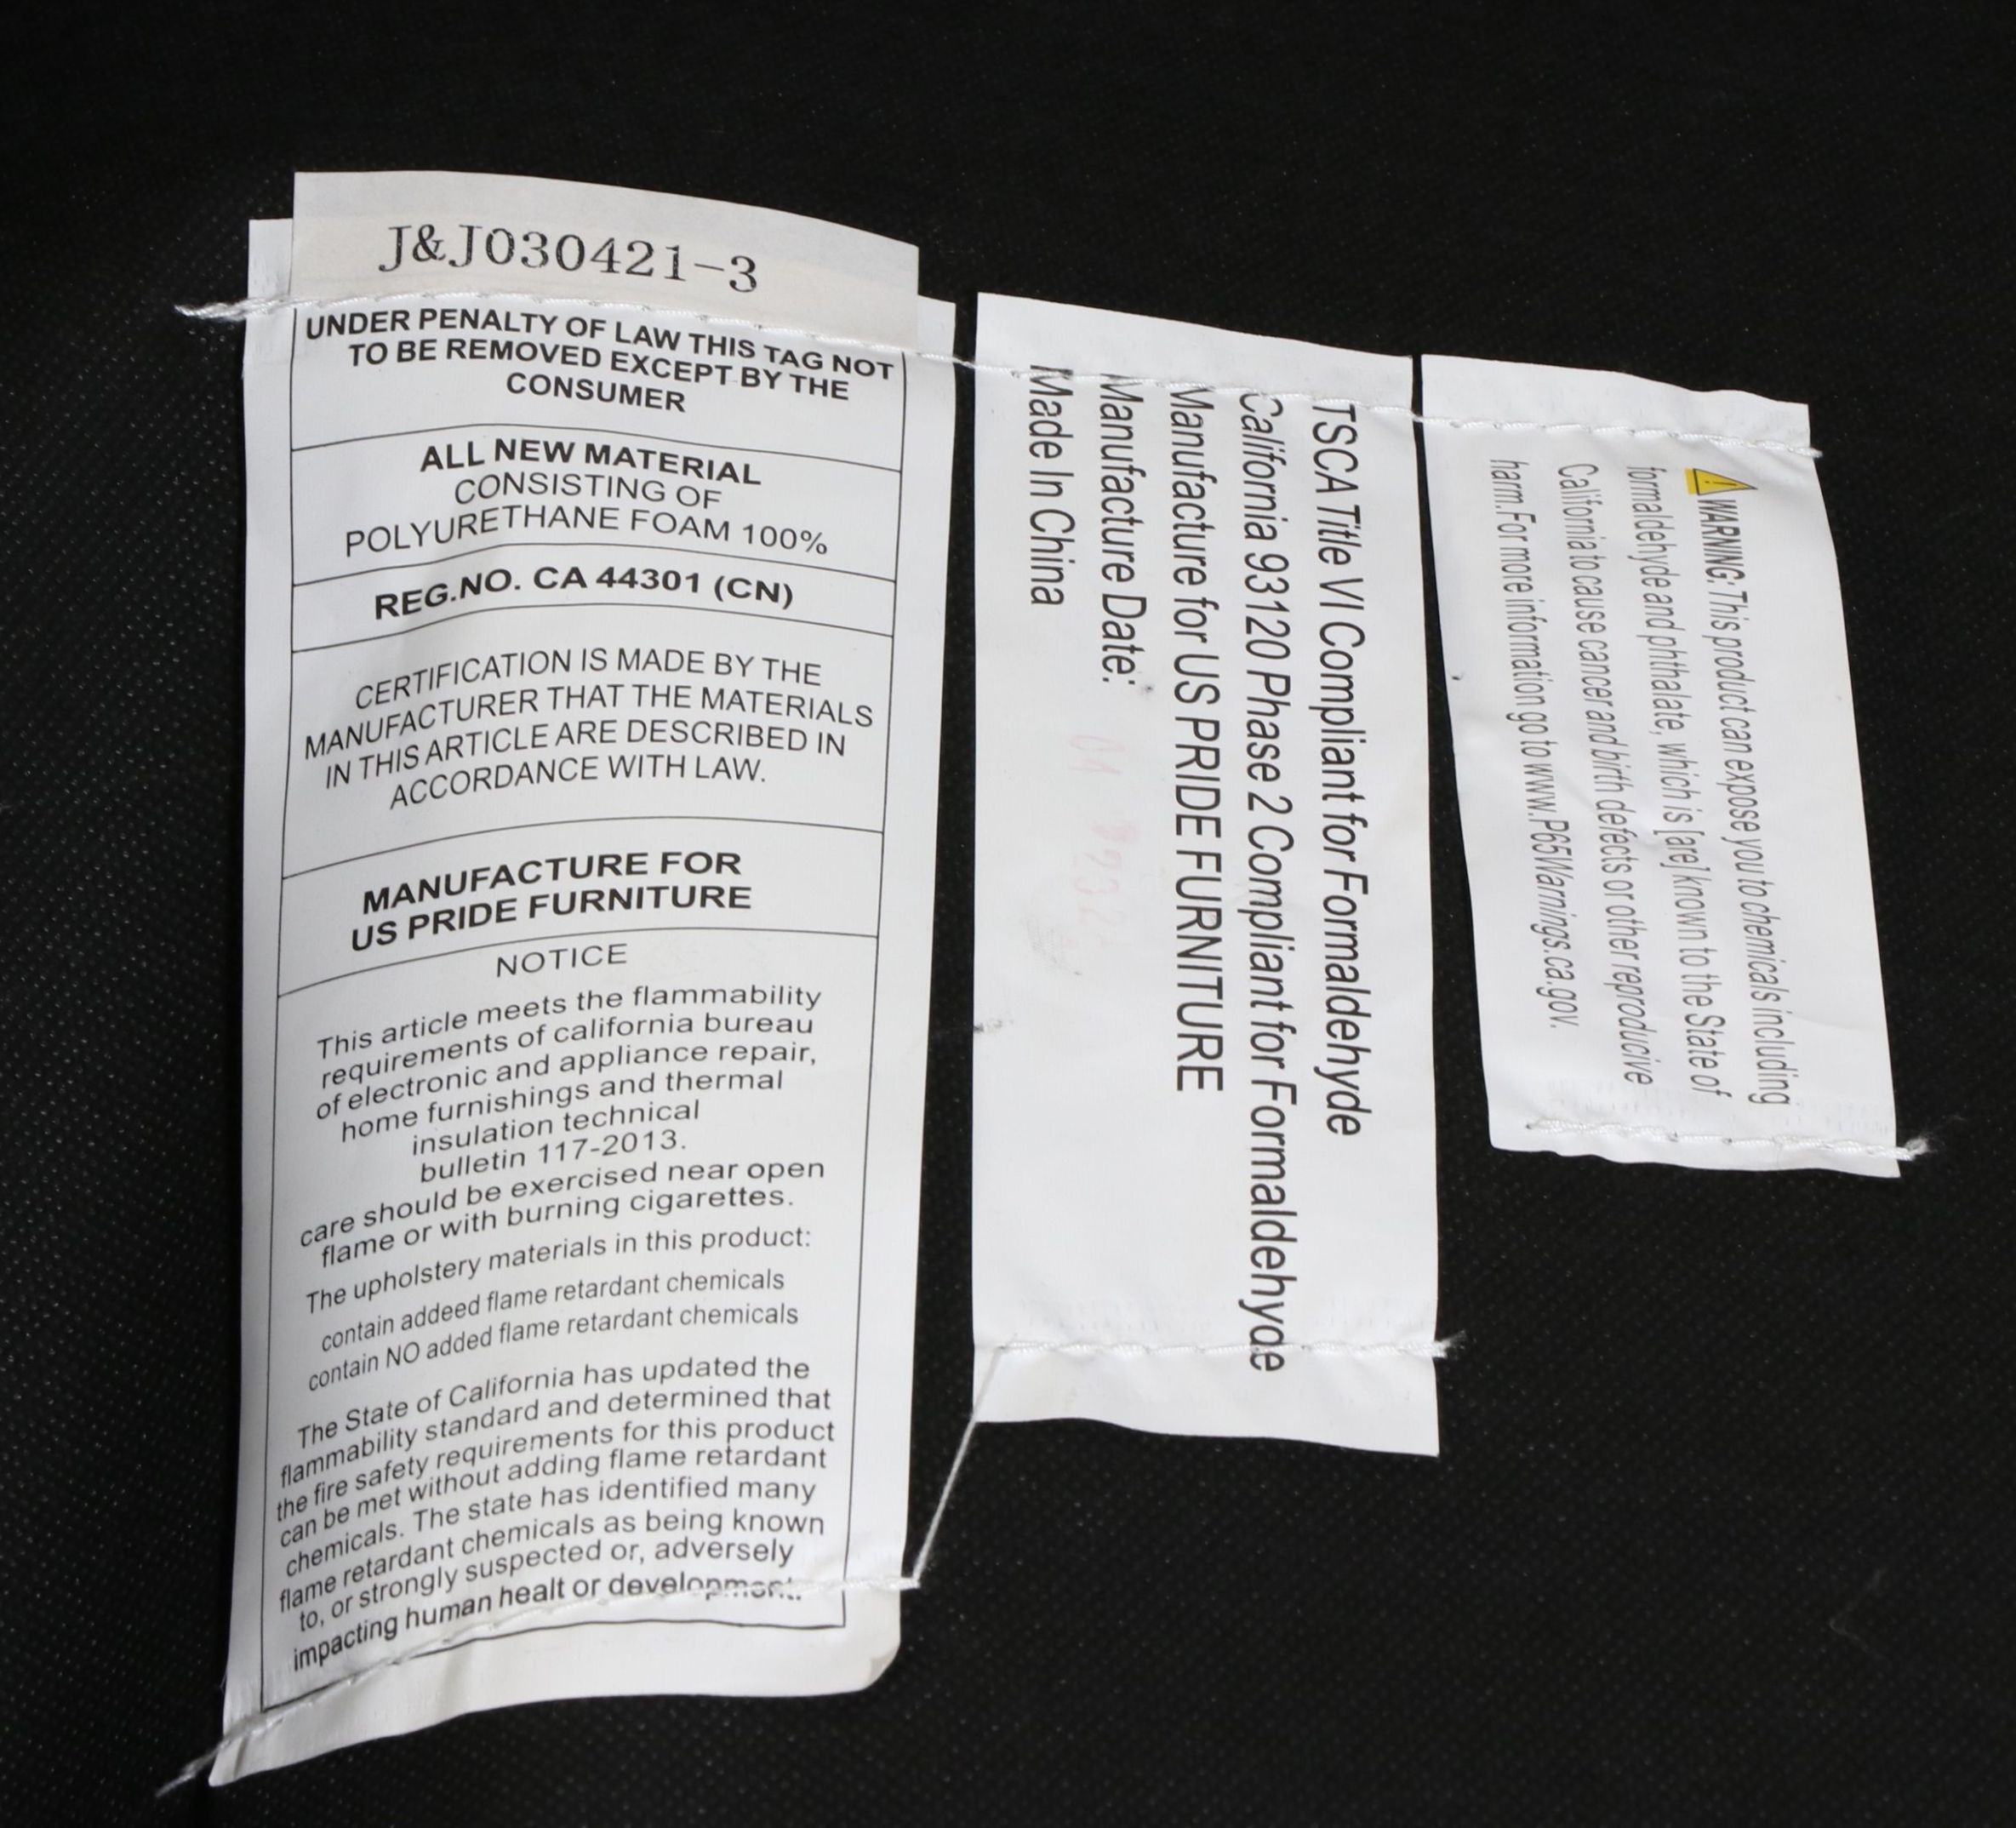 J&J030421-3
UNDER PENALTY OF LAW THIS TAG NOT
TO BE REMOVED EXCEPT BY THE
CONSUMER
ALL NEW MATERIAL
CONSISTING OF
POLYURETHANE FOAM 100%
REG.NO. CA 44301 (CN)
CERTIFICATION IS MADE BY THE
MANUFACTURER THAT THE MATERIALS
IN THIS ARTICLE ARE DESCRIBED IN
ACCORDANCE WITH LAW.
MANUFACTURE FOR
US PRIDE FURNITURE
NOTICE
This article meets the flammability
requirements of california bureau
of electronic and appliance repair,
home furnishings and thermal
insulation technical
bulletin 117-2013.
care should be exercised near open
flame or with burning cigarettes.
The upholstery materials in this product:
contain addeed flame retardant chemicals
contain NO added flame retardant chemicals
The State of California has updated the
flammability standard and determined that
the fire safety requirements for this product
can be met without adding flame retardant
chemicals. The state has identified many
flame retardant chemicals as being known
to, or strongly suspected or, adversely
impacting human healt or development.
TSCA Title VI Compliant for Formaldehyde
California 93120 Phase 2 Compliant for Formaldehyde
Manufacture for US PRIDE FURNITURE
Manufacture Date:
Made In China
WARNING: This product can expose you to chemicals including
formaldehyde and phthalate, which is [are] known to the State of
California to cause cancer and birth defects or other reproducive
harm.For more information go to www.P65Warnings.ca.gov.